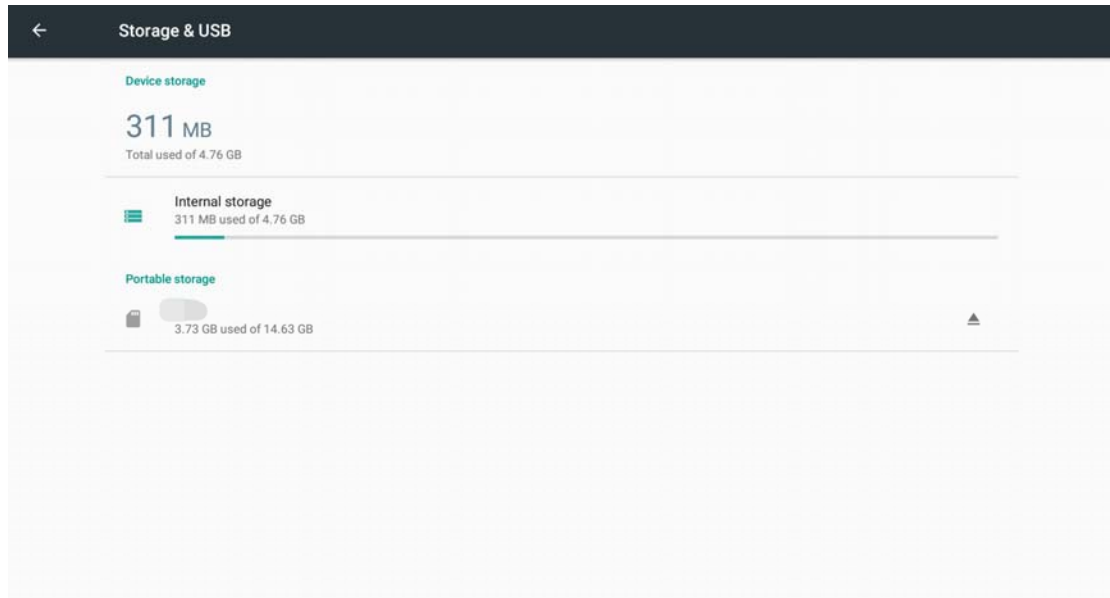 Storage & USB
Device storage
311 MB
Total used of 4.76 GB
Internal storage
311 MB used of 4.76 GB
Portable storage
3.73 GB used of 14.63 GB